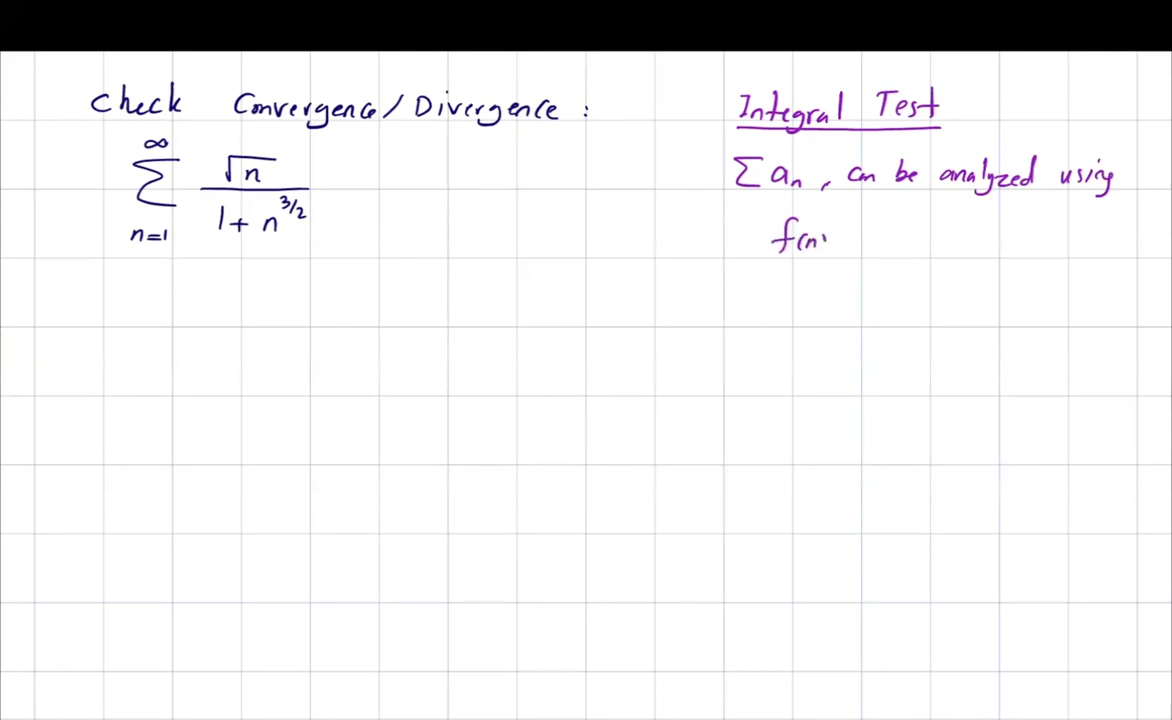 Check Convergence/Divergence :
∞
∑ √n / (1 + n^3/2)
n=1
Integral Test
∑ an , can be analyzed using
f(n)